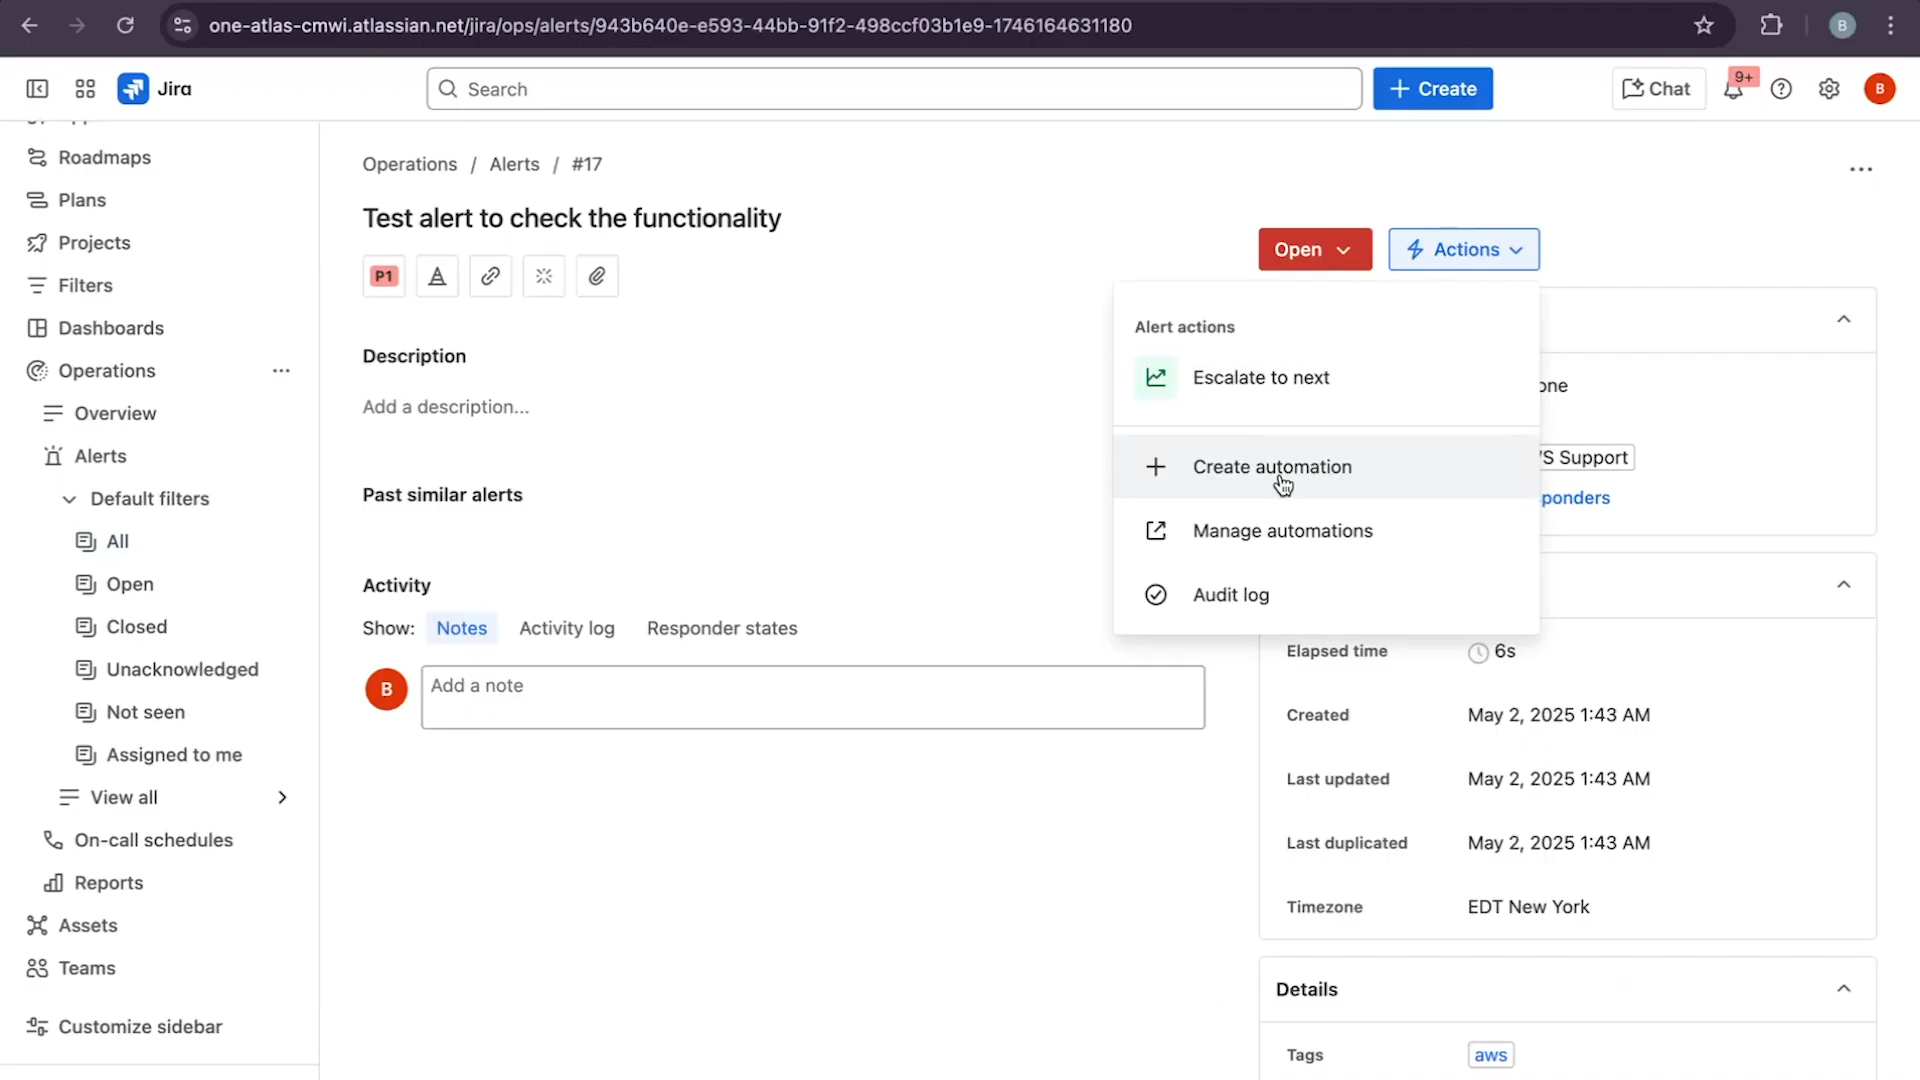 one-atlas-cmwi.atlassian.net/jira/ops/alerts/943b640e-e593-44bb-91f2-498ccf03b1e9-1746164631180
B
Jira
Search
Create
Chat
9+
B
Roadmaps
Plans
Projects
Filters
Dashboards
Operations
Overview
Alerts
Default filters
All
Open
Closed
Unacknowledged
Not seen
Assigned to me
View all
On-call schedules
Reports
Assets
Teams
Customize sidebar
Operations / Alerts / #17
Test alert to check the functionality
P1
Open
Actions
Description
Add a description...
Past similar alerts
Activity
Show: Notes Activity log Responder states
B
Add a note
Alert actions
Escalate to next
Create automation
Manage automations
Audit log
one
S Support
ponders
Elapsed time 6s
Created May 2, 2025 1:43 AM
Last updated May 2, 2025 1:43 AM
Last duplicated May 2, 2025 1:43 AM
Timezone EDT New York
Details
Tags aws